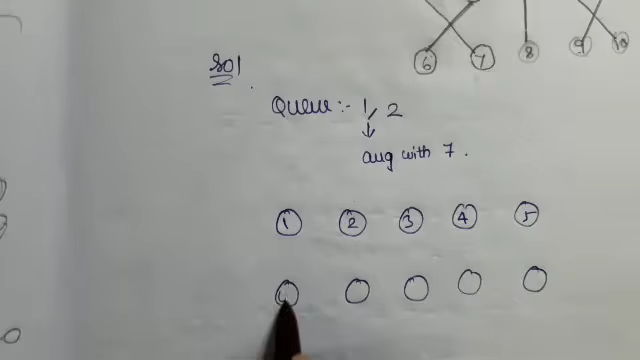 6 7 8 9 10
Sol
Queue :- 1, 2
aug with 7.
1 2 3 4 5